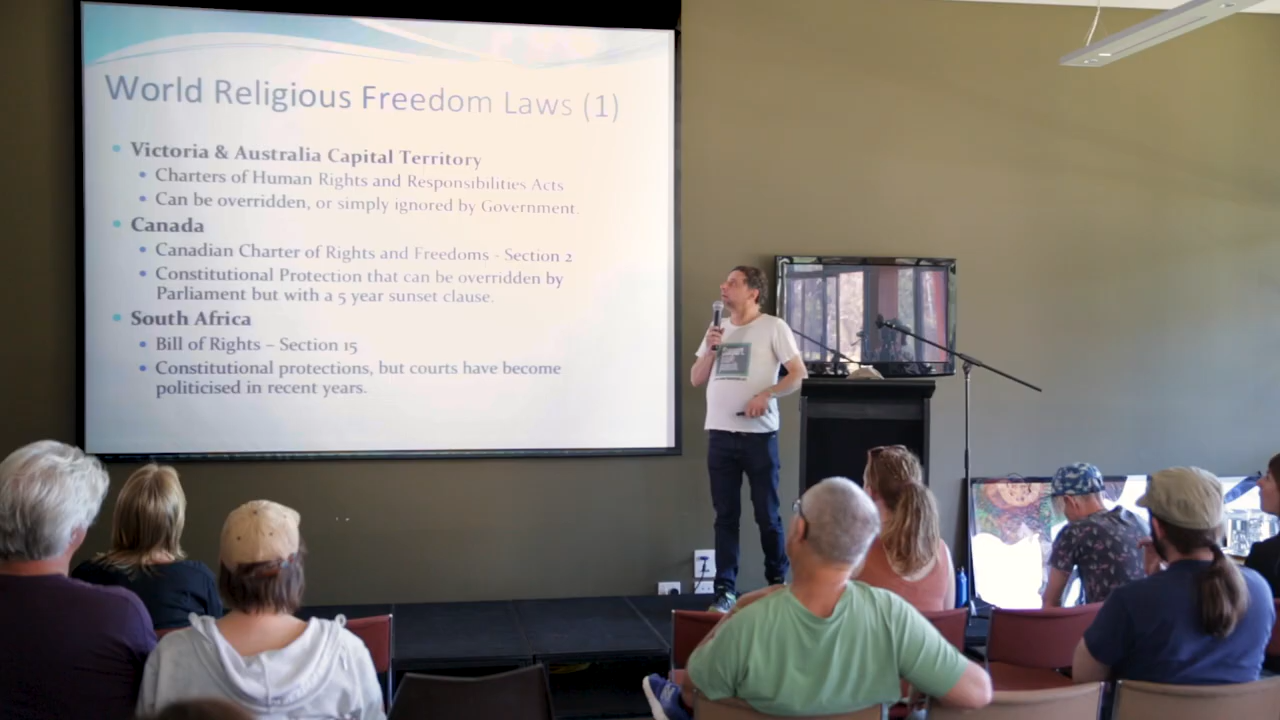 World Religious Freedom Laws (1)
• Victoria & Australia Capital Territory
• Charters of Human Rights and Responsibilities Acts
• Can be overridden, or simply ignored by Government.
• Canada
• Canadian Charter of Rights and Freedoms - Section 2
• Constitutional Protection that can be overridden by
Parliament but with a 5 year sunset clause.
• South Africa
• Bill of Rights – Section 15
• Constitutional protections, but courts have become
politicised in recent years.